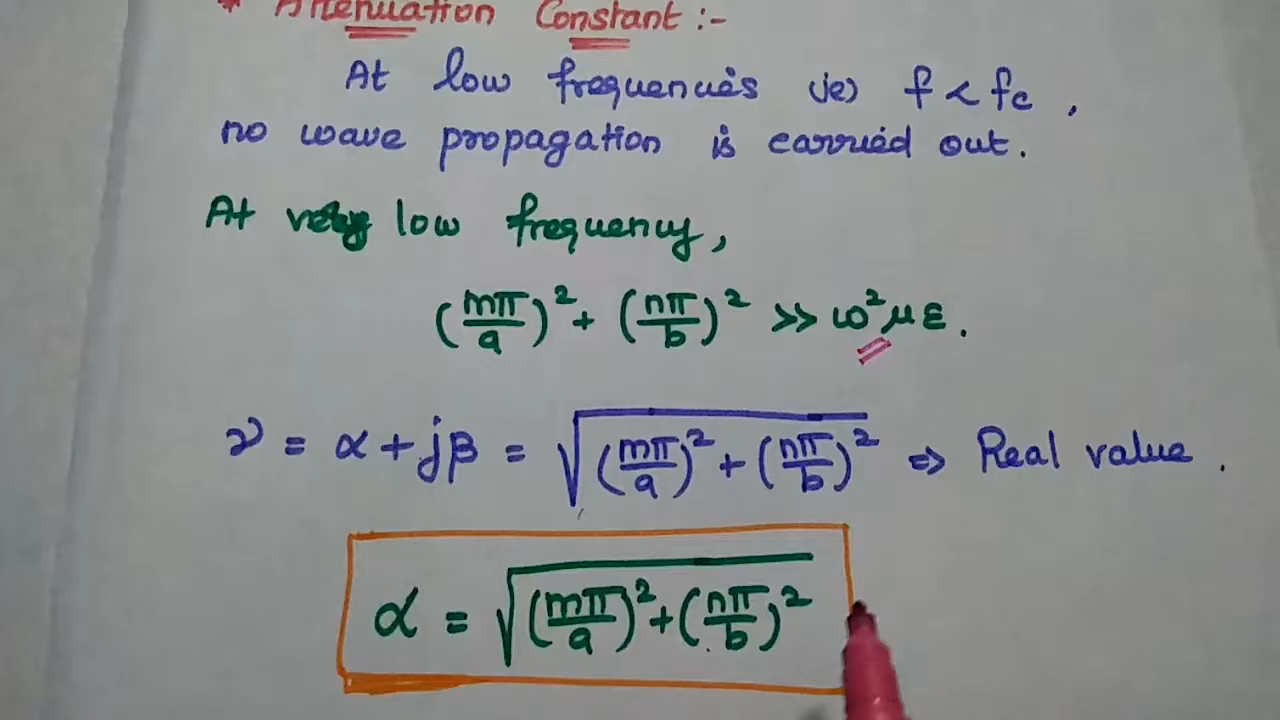 * Attenuation Constant :-
At low frequencies (ie) f < fc ,
no wave propagation is carried out.
At very low frequency,
(mπ/a)² + (nπ/b)² >> ω²με.
γ = α + jβ = √(mπ/a)² + (nπ/b)² ⇒ Real value.
α = √(mπ/a)² + (nπ/b)²